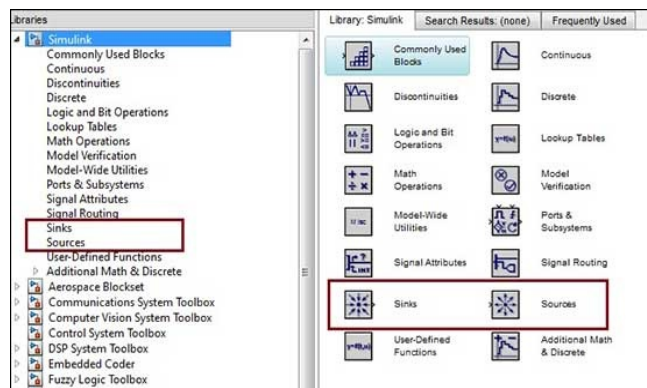 Libraries
Simulink
Commonly Used Blocks
Continuous
Discontinuities
Discrete
Logic and Bit Operations
Lookup Tables
Math Operations
Model Verification
Model-Wide Utilities
Ports & Subsystems
Signal Attributes
Signal Routing
Sinks
Sources
User-Defined Functions
Additional Math & Discrete
Aerospace Blockset
Communications System Toolbox
Computer Vision System Toolbox
Control System Toolbox
DSP System Toolbox
Embedded Coder
Fuzzy Logic Toolbox
Library: Simulink
Search Results: (none)
Frequently Used
Commonly Used
Blocks
Continuous
Discontinuities
Discrete
Logic and Bit
Operations
Lookup Tables
Math
Operations
Model
Verification
Model-Wide
Utilities
Ports &
Subsystems
Signal Attributes
Signal Routing
Sinks
Sources
User-Defined
Functions
Additional Math
& Discrete